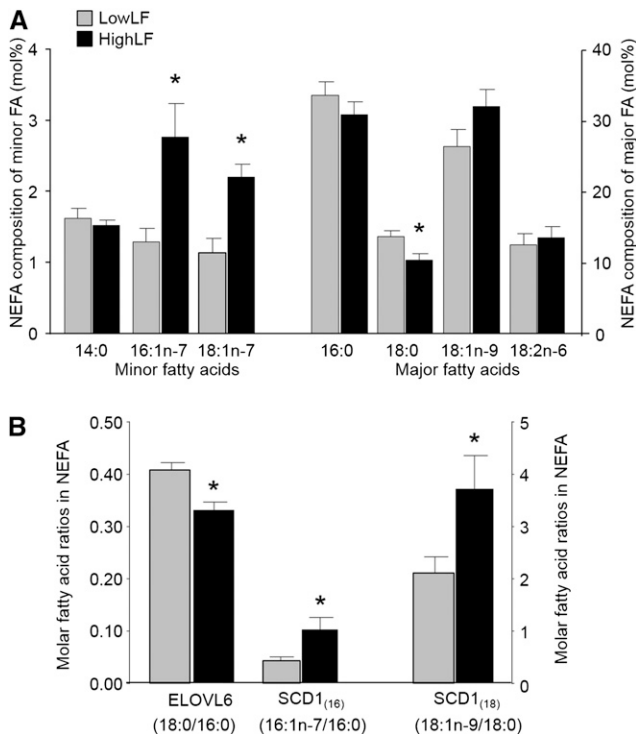 A
LowLF
HighLF
NEFA composition of minor FA (mol%)
4
3
2
1
0
*
*
*
40
30
20
10
0
NEFA composition of major FA (mol%)
14:0 16:1n-7 18:1n-7 16:0 18:0 18:1n-9 18:2n-6
Minor fatty acids Major fatty acids
B
Molar fatty acid ratios in NEFA
0.50
0.40
0.30
0.20
0.10
0.00
*
*
*
5
4
3
2
1
0
Molar fatty acid ratios in NEFA
ELOVL6 SCD1(16) SCD1(18)
(18:0/16:0) (16:1n-7/16:0) (18:1n-9/18:0)